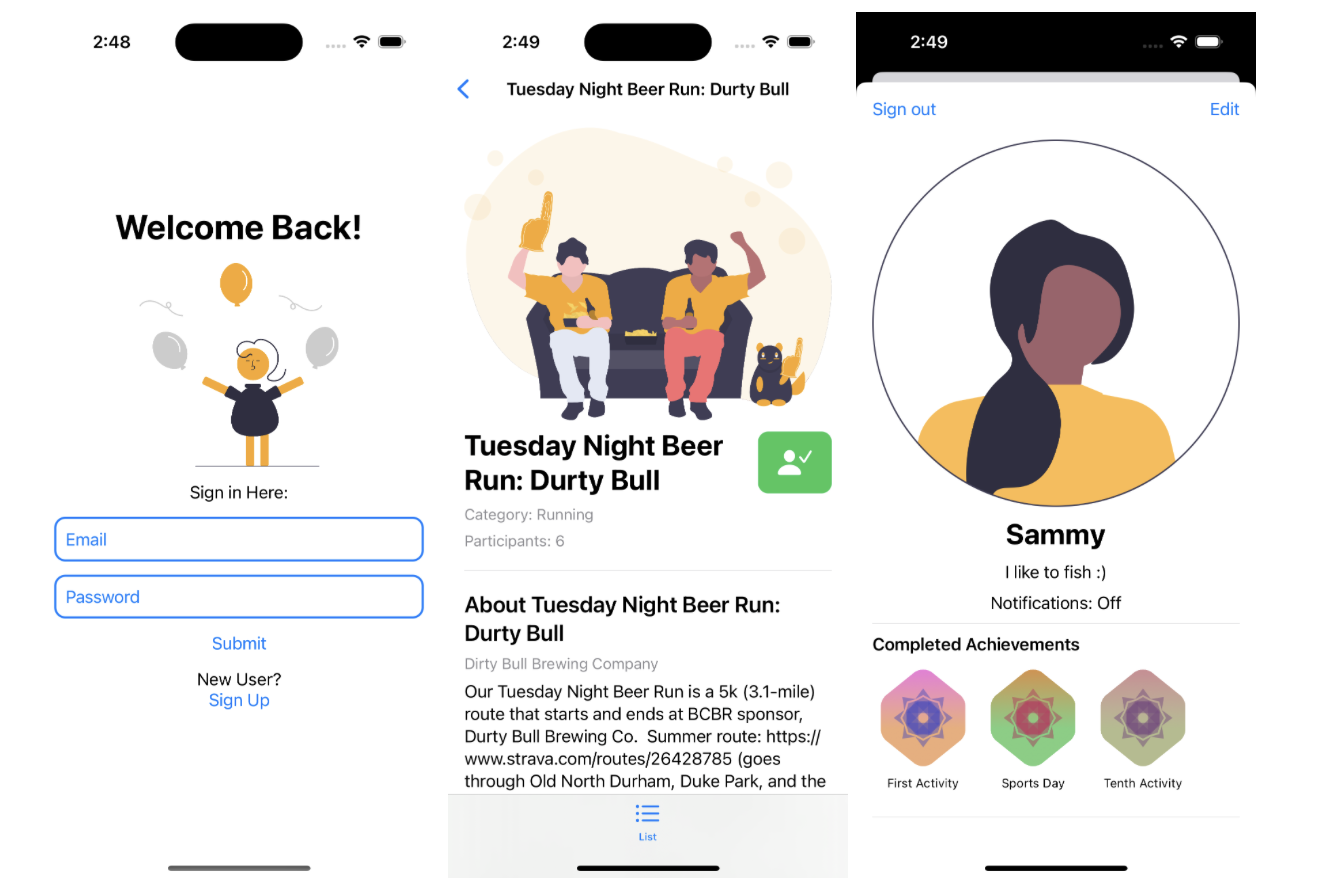 2:48
Welcome Back!
Sign in Here:
Email
Password
Submit
New User?
Sign Up
2:49
Tuesday Night Beer Run: Durty Bull
Tuesday Night Beer
Run: Durty Bull
Category: Running
Participants: 6
About Tuesday Night Beer Run:
Durty Bull
Dirty Bull Brewing Company
Our Tuesday Night Beer Run is a 5k (3.1-mile)
route that starts and ends at BCBR sponsor,
Durty Bull Brewing Co.  Summer route: https://
www.strava.com/routes/26428785 (goes
through Old North Durham, Duke Park, and the
List
2:49
Sign out
Edit
Sammy
I like to fish :)
Notifications: Off
Completed Achievements
First Activity
Sports Day
Tenth Activity